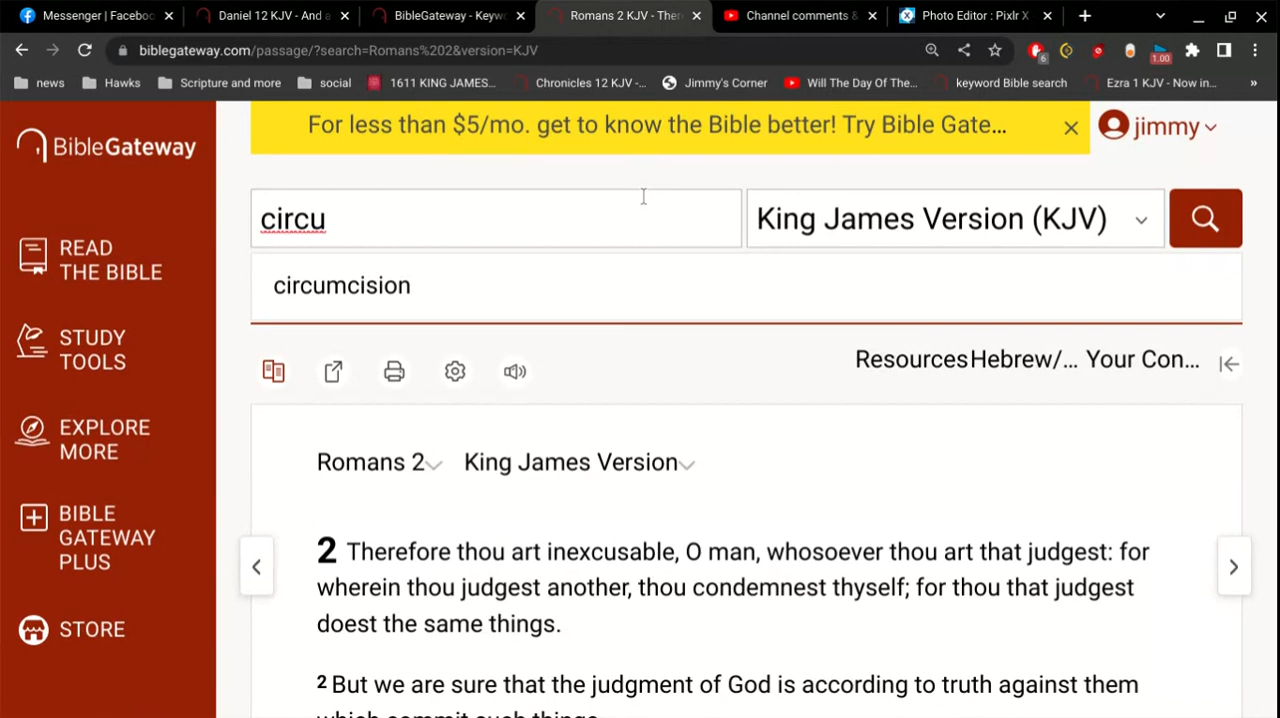 Messenger | Faceboo
Daniel 12 KJV - And a
BibleGateway - Keyw
Romans 2 KJV - Ther
Channel comments &
Photo Editor : Pixlr X
biblegateway.com/passage/?search=Romans%202&version=KJV
6
1.00
news
Hawks
Scripture and more
social
1611 KING JAMES...
Chronicles 12 KJV -...
Jimmy's Corner
Will The Day Of The...
keyword Bible search
Ezra 1 KJV - Now in...
»
For less than $5/mo. get to know the Bible better! Try Bible Gate...
jimmy
BibleGateway
circu
King James Version (KJV)
circumcision
READ
THE BIBLE
STUDY
TOOLS
EXPLORE
MORE
BIBLE
GATEWAY
PLUS
STORE
Resources Hebrew/... Your Con...
Romans 2 King James Version
2 Therefore thou art inexcusable, O man, whosoever thou art that judgest: for
wherein thou judgest another, thou condemnest thyself; for thou that judgest
doest the same things.
2 But we are sure that the judgment of God is according to truth against them
which commit such things.